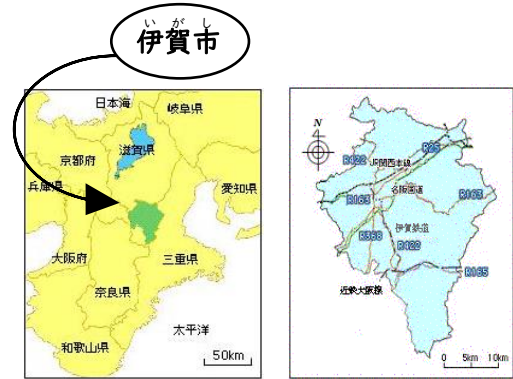 いがし
伊賀市
日本海
岐阜県
滋賀県
京都府
兵庫県
愛知県
大阪府
三重県
奈良県
太平洋
和歌山県
50km
N
R422
JR関西本線
R25
名阪国道
R163
R163
伊賀鉄道
R368
R422
R165
近鉄大阪線
0 5km 10km